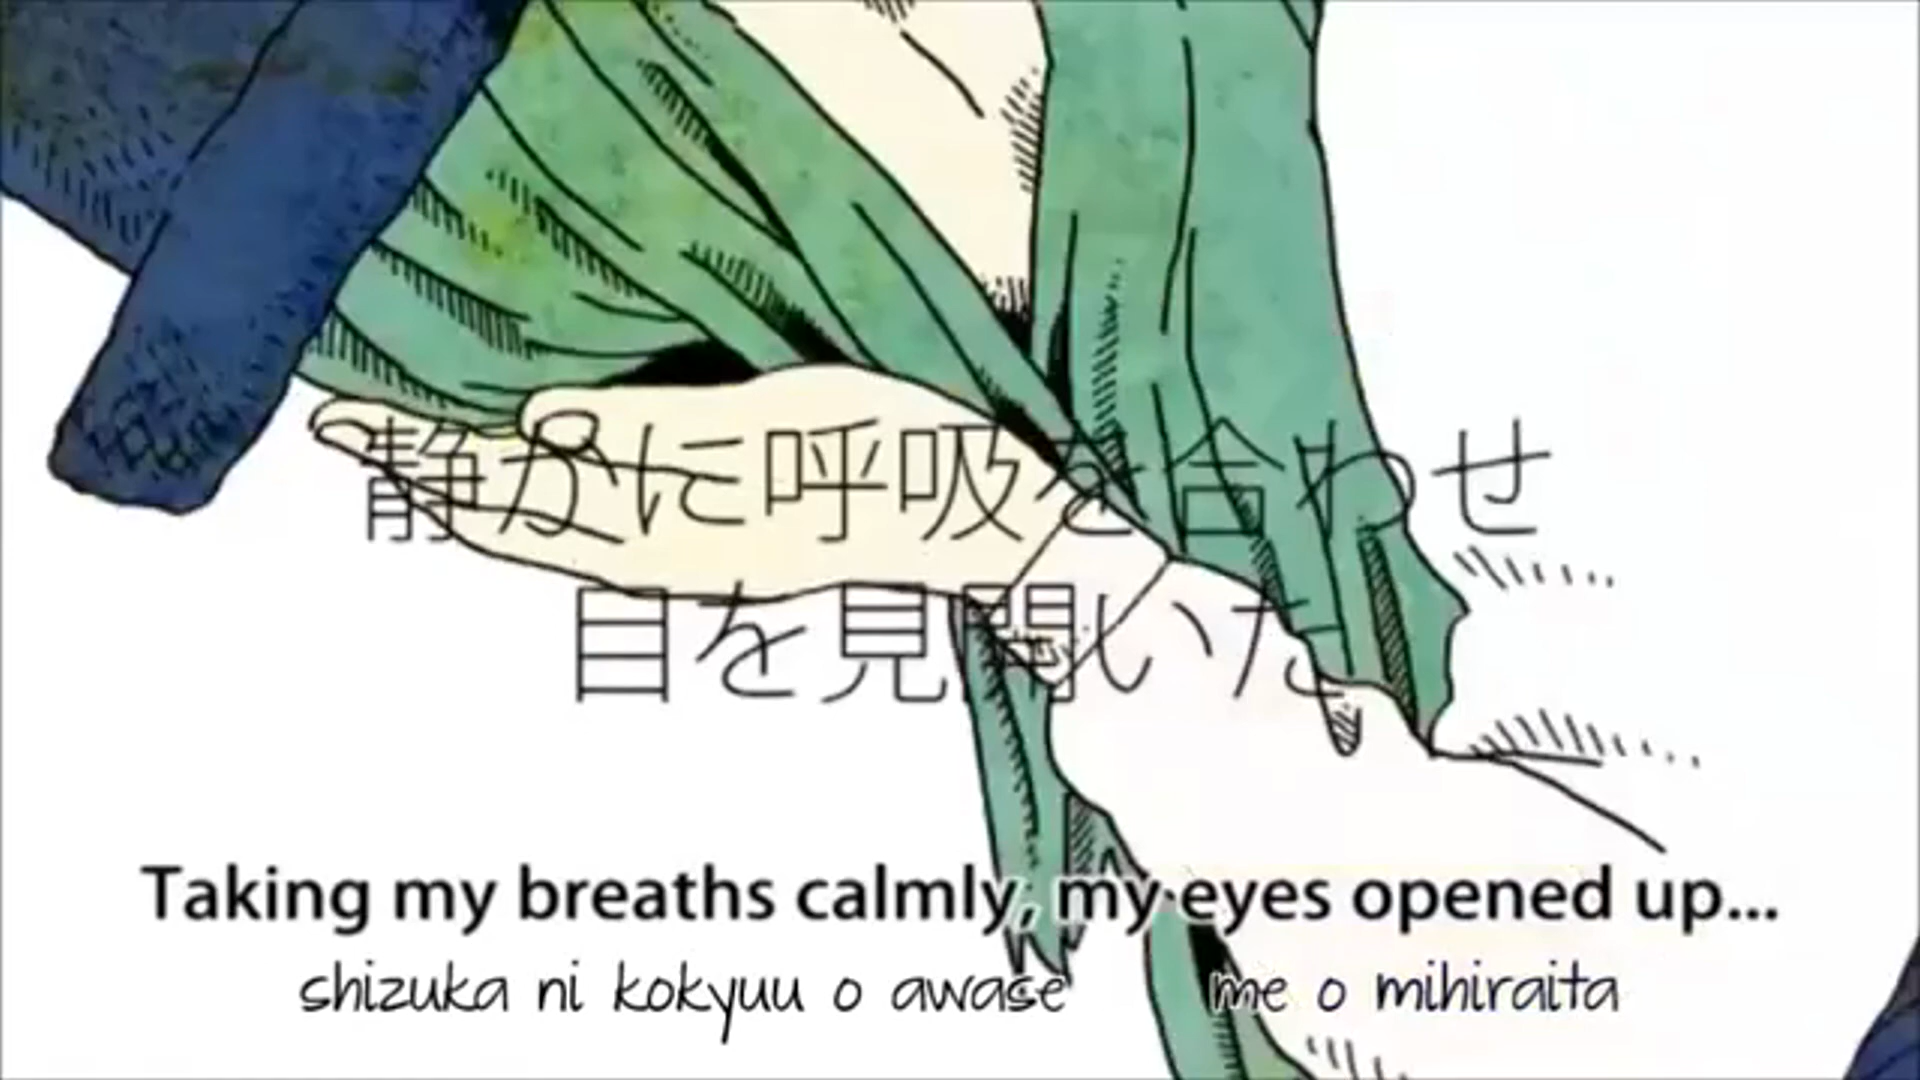 静かに呼吸を合わせ
目を見開いた
Taking my breaths calmly, my eyes opened up...
shizuka ni kokyuu o awase me o mihiraita